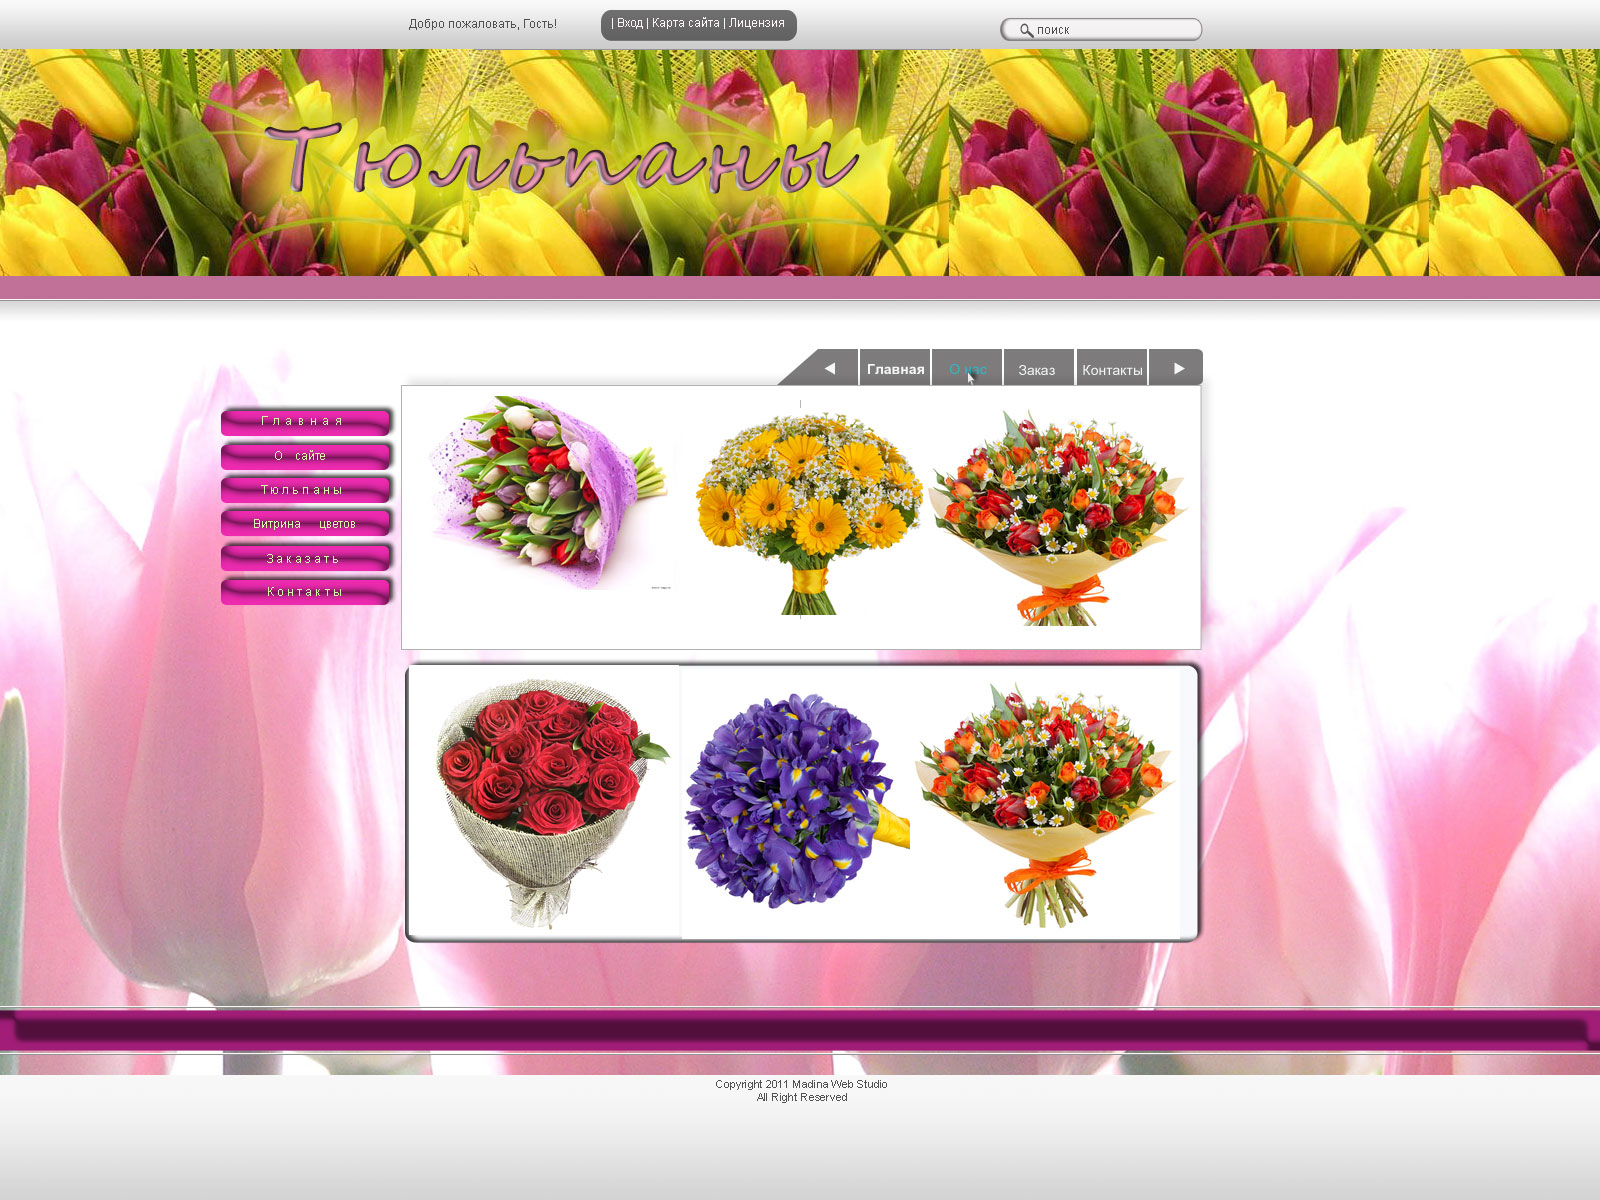 Добро пожаловать, Гость!
| Вход | Карта сайта | Лицензия
поиск
Тюльпаны
Главная
О нас
Заказ
Контакты
Главная
О сайте
Тюльпаны
Витрина цветов
Заказать
Контакты
Copyright 2011 Madina Web Studio
All Right Reserved